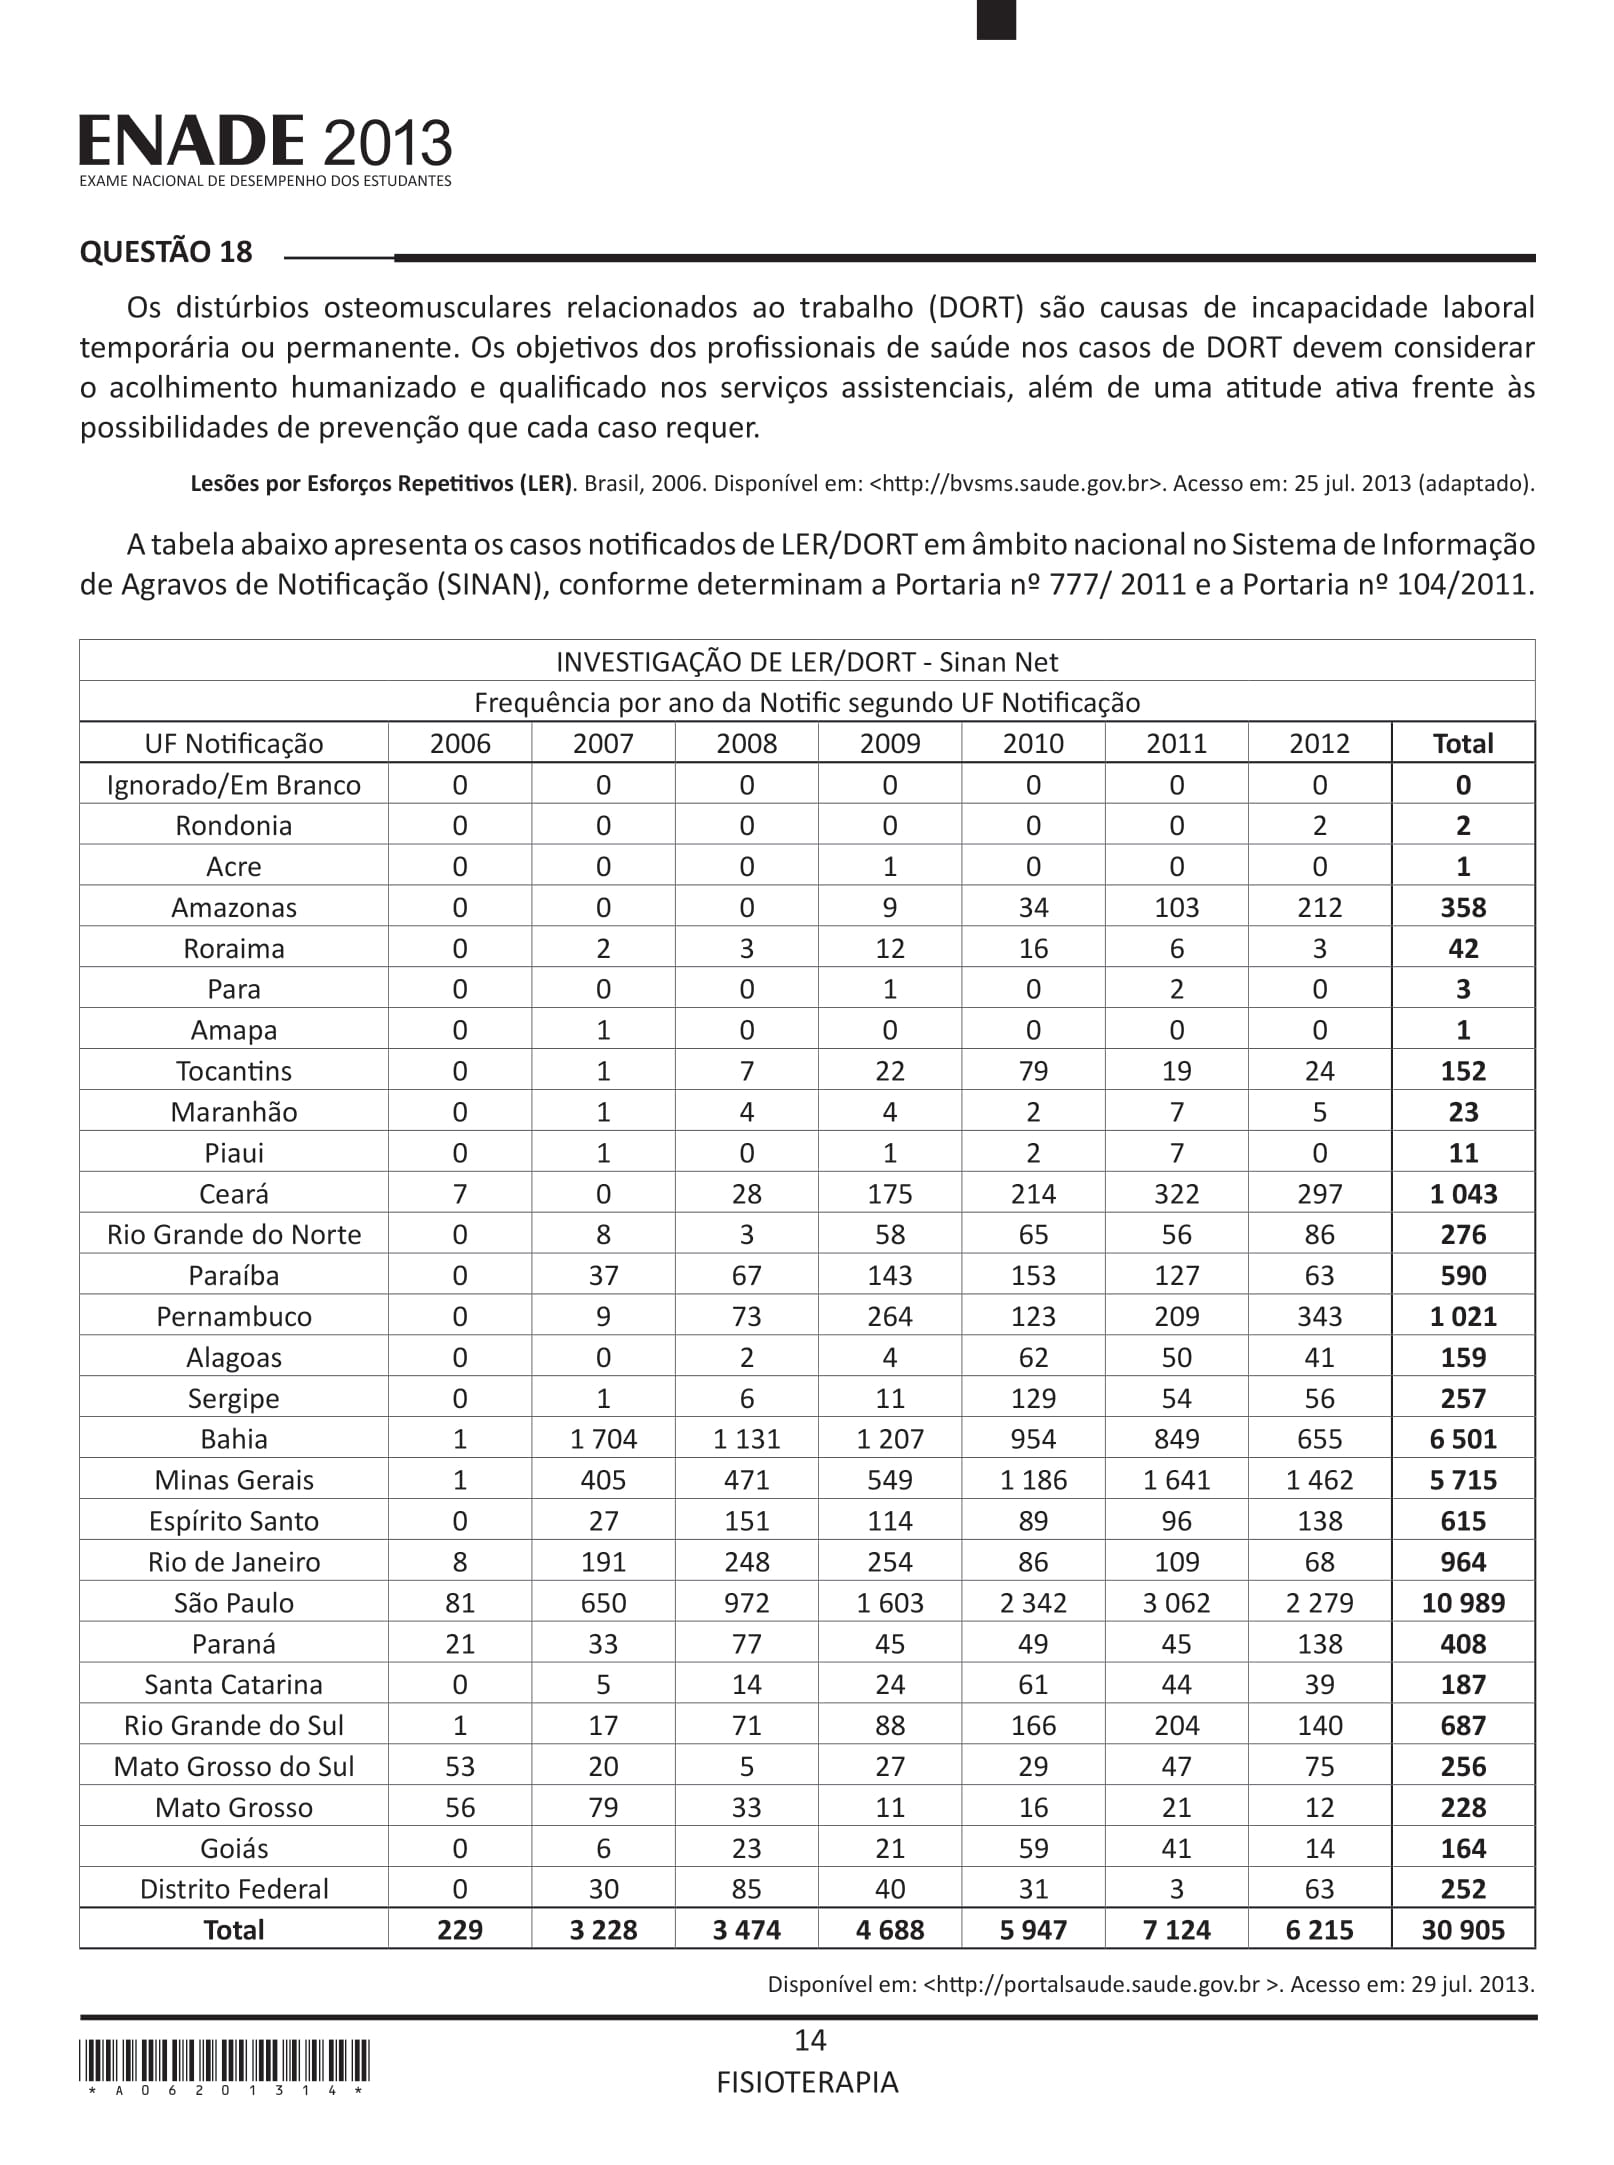 ENADE 2013
EXAME NACIONAL DE DESEMPENHO DOS ESTUDANTES
QUESTÃO 18
Os distúrbios osteomusculares relacionados ao trabalho (DORT) são causas de incapacidade laboral
temporária ou permanente. Os objetivos dos profissionais de saúde nos casos de DORT devem considerar
o acolhimento humanizado e qualificado nos serviços assistenciais, além de uma atitude ativa frente às
possibilidades de prevenção que cada caso requer.
Lesões por Esforços Repetitivos (LER). Brasil, 2006. Disponível em: <http://bvsms.saude.gov.br>. Acesso em: 25 jul. 2013 (adaptado).
A tabela abaixo apresenta os casos notificados de LER/DORT em âmbito nacional no Sistema de Informação
de Agravos de Notificação (SINAN), conforme determinam a Portaria nº 777/ 2011 e a Portaria nº 104/2011.
INVESTIGAÇÃO DE LER/DORT - Sinan Net
Frequência por ano da Notific segundo UF Notificação
UF Notificação 2006 2007 2008 2009 2010 2011 2012 Total
Ignorado/Em Branco 0 0 0 0 0 0 0 0
Rondonia 0 0 0 0 0 0 2 2
Acre 0 0 0 1 0 0 0 1
Amazonas 0 0 0 9 34 103 212 358
Roraima 0 2 3 12 16 6 3 42
Para 0 0 0 1 0 2 0 3
Amapa 0 1 0 0 0 0 0 1
Tocantins 0 1 7 22 79 19 24 152
Maranhão 0 1 4 4 2 7 5 23
Piaui 0 1 0 1 2 7 0 11
Ceará 7 0 28 175 214 322 297 1 043
Rio Grande do Norte 0 8 3 58 65 56 86 276
Paraíba 0 37 67 143 153 127 63 590
Pernambuco 0 9 73 264 123 209 343 1 021
Alagoas 0 0 2 4 62 50 41 159
Sergipe 0 1 6 11 129 54 56 257
Bahia 1 1 704 1 131 1 207 954 849 655 6 501
Minas Gerais 1 405 471 549 1 186 1 641 1 462 5 715
Espírito Santo 0 27 151 114 89 96 138 615
Rio de Janeiro 8 191 248 254 86 109 68 964
São Paulo 81 650 972 1 603 2 342 3 062 2 279 10 989
Paraná 21 33 77 45 49 45 138 408
Santa Catarina 0 5 14 24 61 44 39 187
Rio Grande do Sul 1 17 71 88 166 204 140 687
Mato Grosso do Sul 53 20 5 27 29 47 75 256
Mato Grosso 56 79 33 11 16 21 12 228
Goiás 0 6 23 21 59 41 14 164
Distrito Federal 0 30 85 40 31 3 63 252
Total 229 3 228 3 474 4 688 5 947 7 124 6 215 30 905
Disponível em: <http://portalsaude.saude.gov.br >. Acesso em: 29 jul. 2013.
14
FISIOTERAPIA
* A 0 6 2 0 1 3 1 4 *